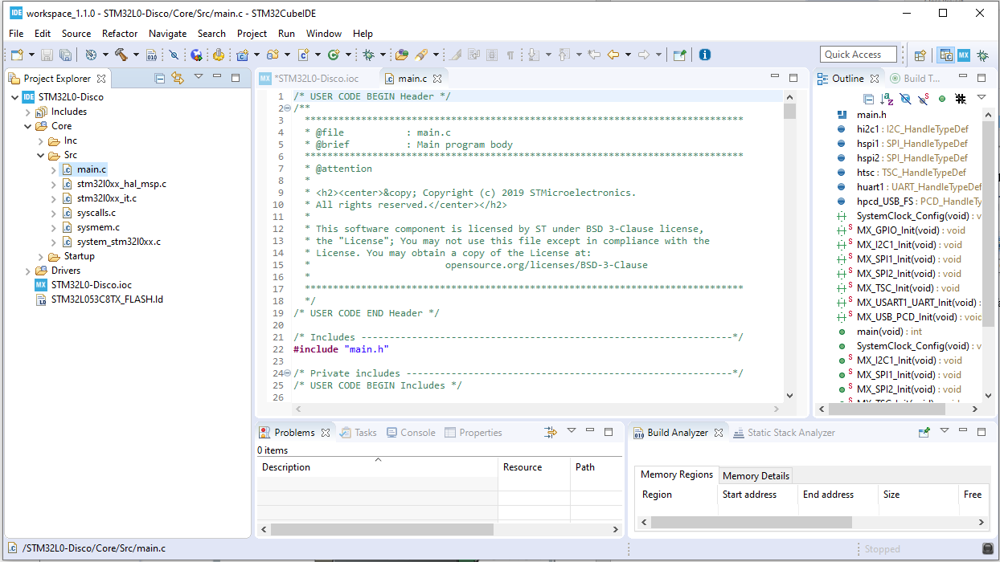 IDE workspace_1.1.0 - STM32L0-Disco/Core/Src/main.c - STM32CubeIDE
File Edit Source Refactor Navigate Search Project Run Window Help
Quick Access
MX
Project Explorer
IDE STM32L0-Disco
Includes
Core
Inc
Src
main.c
stm32l0xx_hal_msp.c
stm32l0xx_it.c
syscalls.c
sysmem.c
system_stm32l0xx.c
Startup
Drivers
MX STM32L0-Disco.ioc
STM32L053C8TX_FLASH.ld
MX *STM32L0-Disco.ioc main.c
1 /* USER CODE BEGIN Header */
2 /**
3 ******************************************************************************
4 * @file : main.c
5 * @brief : Main program body
6 ******************************************************************************
7 * @attention
8 *
9 * <h2><center>&copy; Copyright (c) 2019 STMicroelectronics.
10 * All rights reserved.</center></h2>
11 *
12 * This software component is licensed by ST under BSD 3-Clause license,
13 * the "License"; You may not use this file except in compliance with the
14 * License. You may obtain a copy of the License at:
15 * opensource.org/licenses/BSD-3-Clause
16 *
17 ******************************************************************************
18 */
19 /* USER CODE END Header */
20
21 /* Includes ------------------------------------------------------------------*/
22 #include "main.h"
23
24 /* Private includes ----------------------------------------------------------*/
25 /* USER CODE BEGIN Includes */
26
Outline Build T...
main.h
hi2c1 : I2C_HandleTypeDef
hspi1 : SPI_HandleTypeDef
hspi2 : SPI_HandleTypeDef
htsc : TSC_HandleTypeDef
huart1 : UART_HandleTypeDef
hpcd_USB_FS : PCD_HandleTy
SystemClock_Config(void) : v
MX_GPIO_Init(void) : void
MX_I2C1_Init(void) : void
MX_SPI1_Init(void) : void
MX_SPI2_Init(void) : void
MX_TSC_Init(void) : void
MX_USART1_UART_Init(void) :
MX_USB_PCD_Init(void) : void
main(void) : int
SystemClock_Config(void) : v
MX_I2C1_Init(void) : void
MX_SPI1_Init(void) : void
MX_SPI2_Init(void) : void
Problems Tasks Console Properties
0 items
Description Resource Path
Build Analyzer Static Stack Analyzer
Memory Regions Memory Details
Region Start address End address Size Free
/STM32L0-Disco/Core/Src/main.c
Stopped